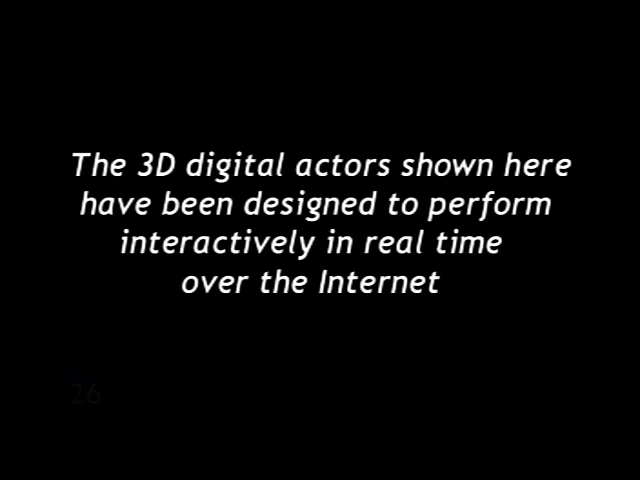 The 3D digital actors shown here
have been designed to perform
interactively in real time
over the Internet
26